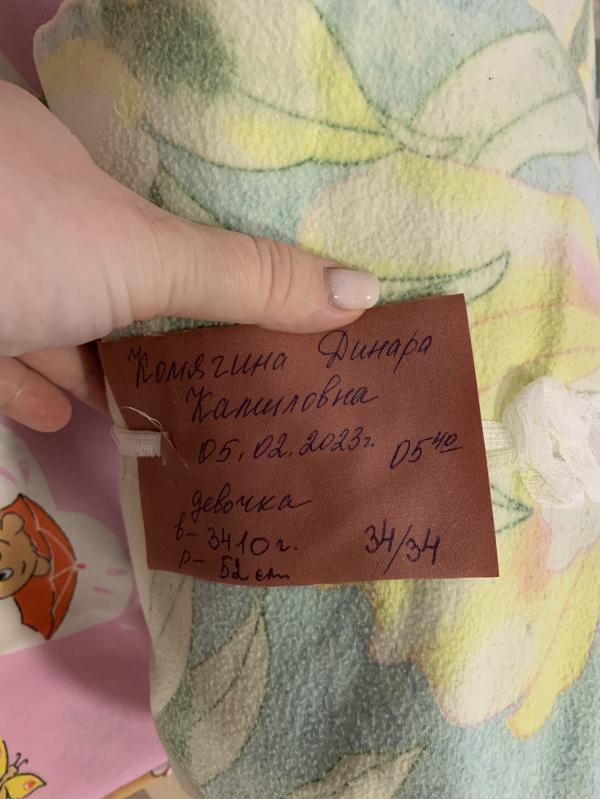 Комягина Динара
Камиловна
05.02.2023г. 05⁴⁰
девочка
в- 3410г. 34/34
р- 52 см